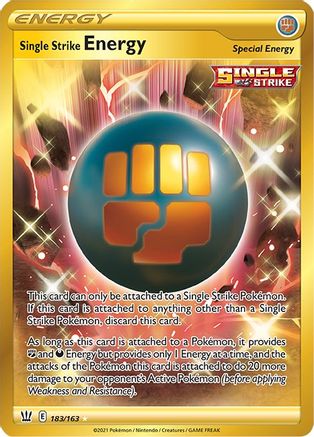 ENERGY
Single Strike Energy
Special Energy
SINGLE
STRIKE
This card can only be attached to a Single Strike Pokémon.
If this card is attached to anything other than a Single
Strike Pokémon, discard this card.
As long as this card is attached to a Pokémon, it provides
and Energy but provides only 1 Energy at a time, and the
attacks of the Pokémon this card is attached to do 20 more
damage to your opponent's Active Pokémon (before applying
Weakness and Resistance).
E 183/163
©2021 Pokémon / Nintendo / Creatures / GAME FREAK